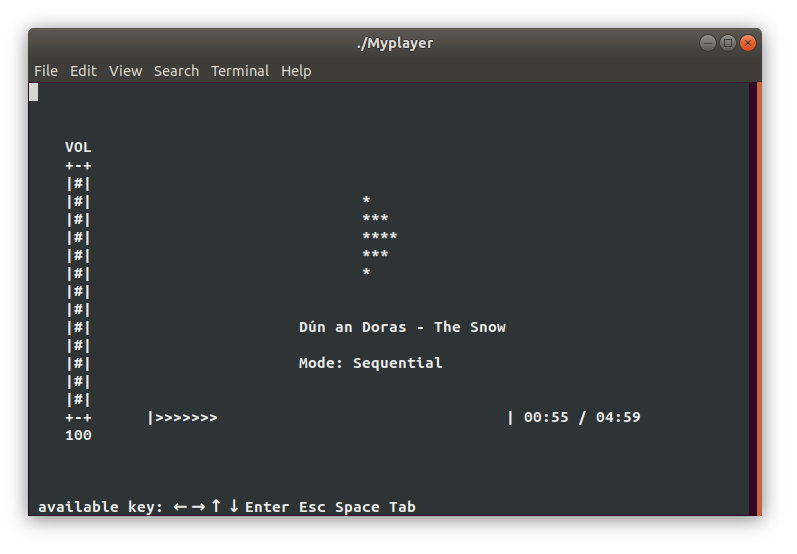 ./Myplayer
File Edit View Search Terminal Help
VOL
+-+
|#|
|#| *
|#| ***
|#| ****
|#| ***
|#| *
|#|
|#|
|#| Dún an Doras - The Snow
|#|
|#| Mode: Sequential
|#|
|#|
+-+ |>>>>>>> | 00:55 / 04:59
100
available key: ←→↑↓Enter Esc Space Tab